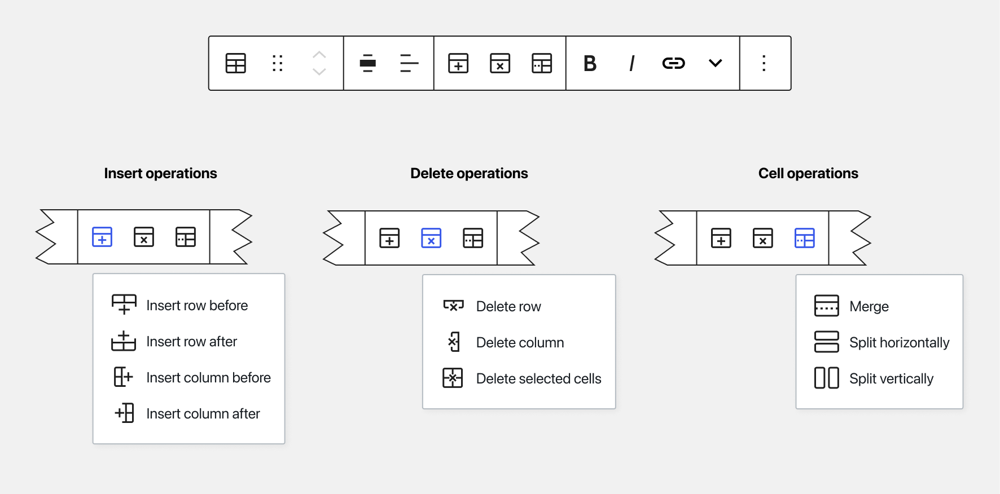 B I
Insert operations
Delete operations
Cell operations
Insert row before
Insert row after
Insert column before
Insert column after
Delete row
Delete column
Delete selected cells
Merge
Split horizontally
Split vertically